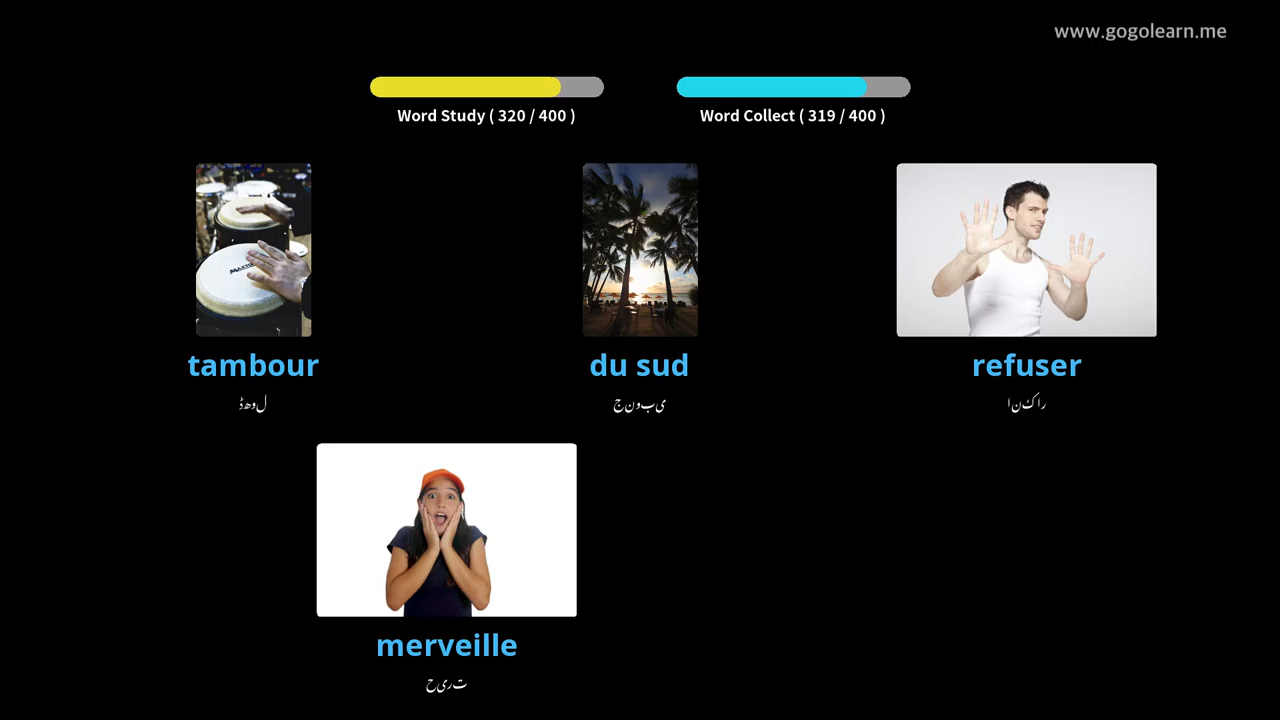 www.gogolearn.me
Word Study ( 320 / 400 )
Word Collect ( 319 / 400 )
tambour
ڈھول
du sud
جنوبی
refuser
انکار
merveille
حیرت